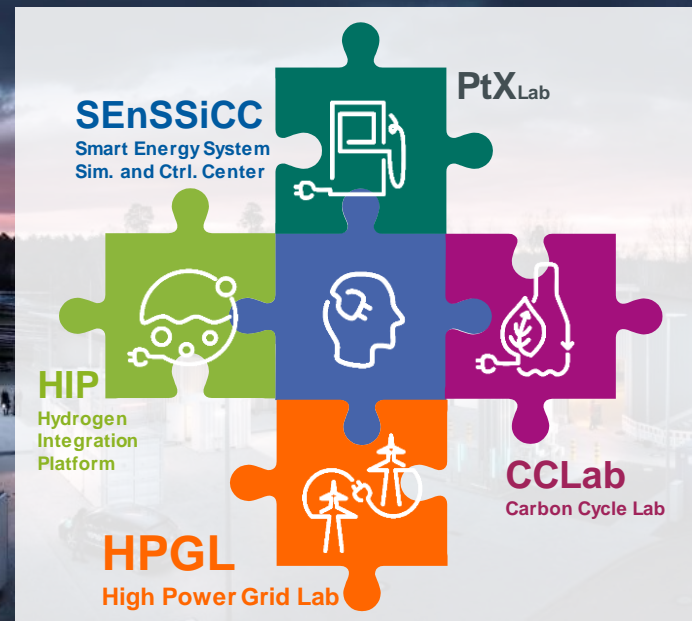 PtXLab
SEnSSiCC
Smart Energy System
Sim. and Ctrl. Center
HIP
Hydrogen
Integration
Platform
CCLab
Carbon Cycle Lab
HPGL
High Power Grid Lab